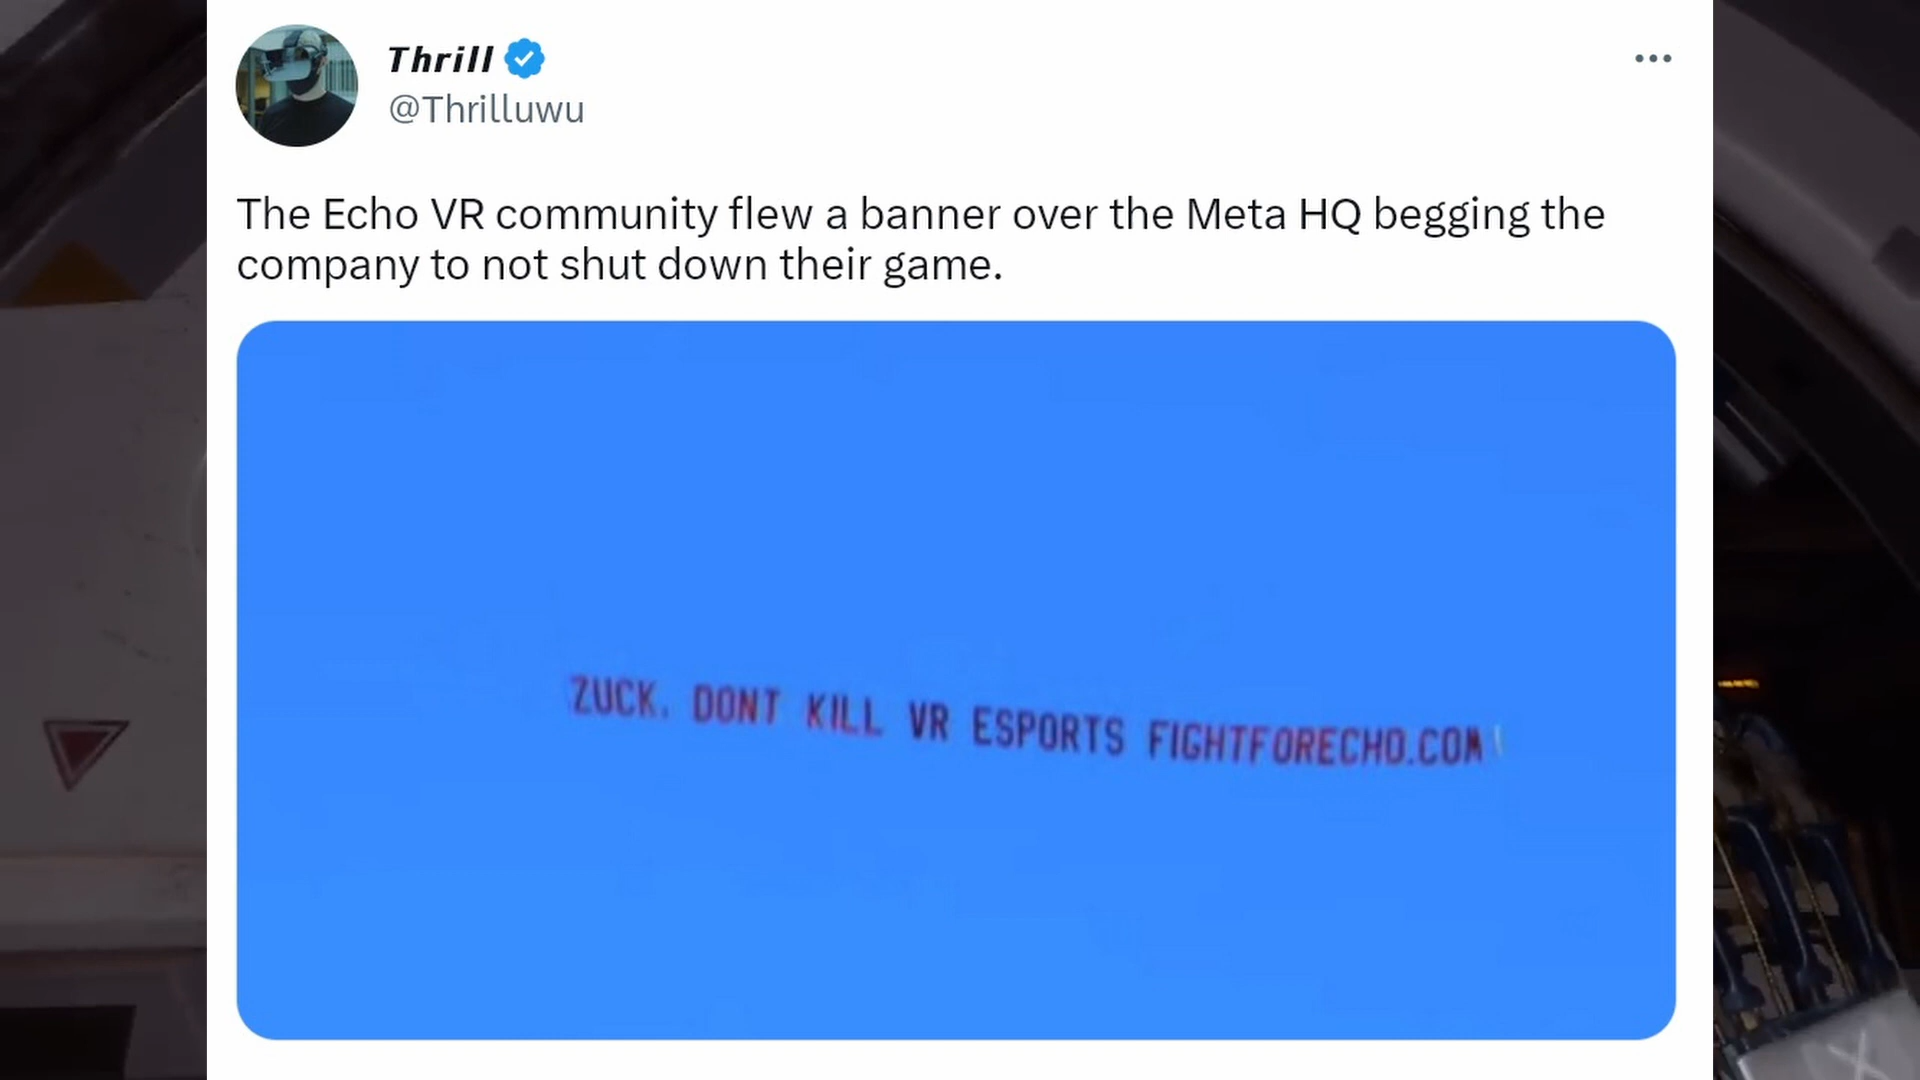 Thrill
@Thrilluwu
The Echo VR community flew a banner over the Meta HQ begging the
company to not shut down their game.
ZUCK. DONT KILL VR ESPORTS FIGHTFORECHO.COM